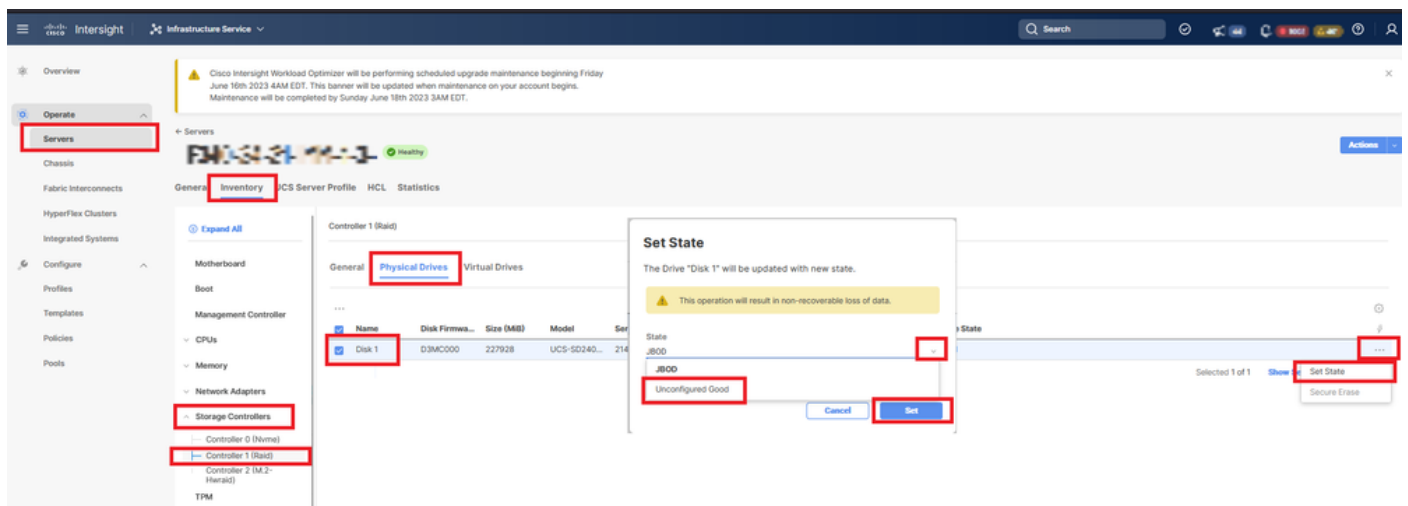 cisco Intersight
Infrastructure Service
Search
Overview
Operate
Servers
Chassis
Fabric Interconnects
HyperFlex Clusters
Integrated Systems
Configure
Profiles
Templates
Policies
Pools
Cisco Intersight Workload Optimizer will be performing scheduled upgrade maintenance beginning Friday
June 16th 2023 4AM EDT. This banner will be updated when maintenance on your account begins.
Maintenance will be completed by Sunday June 18th 2023 3AM EDT.
← Servers
Healthy
Actions
General Inventory UCS Server Profile HCL Statistics
Expand All
Motherboard
Boot
Management Controller
CPUs
Memory
Network Adapters
Storage Controllers
Controller 0 (Nvme)
Controller 1 (Raid)
Controller 2 (M.2-
Hwraid)
TPM
Controller 1 (Raid)
General Physical Drives Virtual Drives
Name Disk Firmwa... Size (MiB) Model Ser State
Disk 1 D3MC000 227928 UCS-SD240... 214
Selected 1 of 1 Show
Set State
Secure Erase
Set State
The Drive "Disk 1" will be updated with new state.
This operation will result in non-recoverable loss of data.
State
JBOD
JBOD
Unconfigured Good
Cancel Set